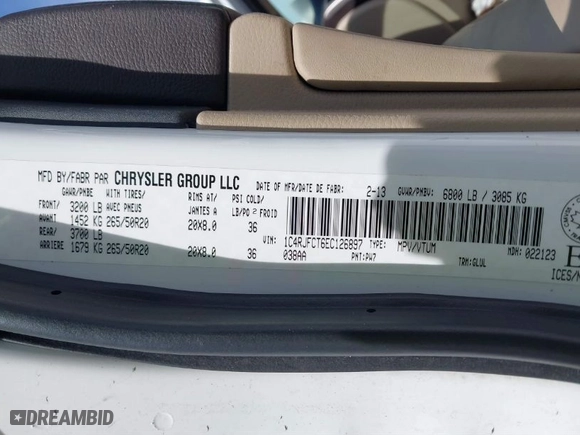 MFD BY/FABR PAR CHRYSLER GROUP LLC DATE OF MFR/DATE DE FABR: 2-13 GVWR/PNBV: 6800 LB / 3085 KG
GAWR/PNBE WITH TIRES/ RIMS AT/ PSI COLD/
FRONT/ 3200 LB AVEC PNEUS JANTES A LB/PO² FROID
AVANT 1452 KG 265/50R20 20X8.0 36
REAR/ 3700 LB
ARRIERE 1679 KG 265/50R20 20X8.0 36
VIN: 1C4RJFCT6EC126897 TYPE: MPV/VTUM MDH: 022123
038AA PNT: PW7 TRM: GLUL
ICES/N
DREAMBID